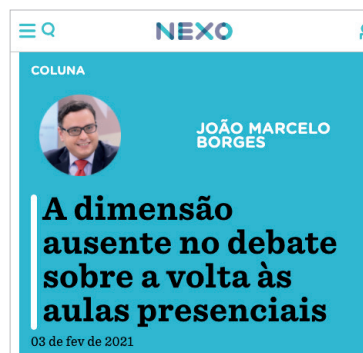 NEXO
COLUNA
JOÃO MARCELO
BORGES
A dimensão
ausente no debate
sobre a volta às
aulas presenciais
03 de fev de 2021